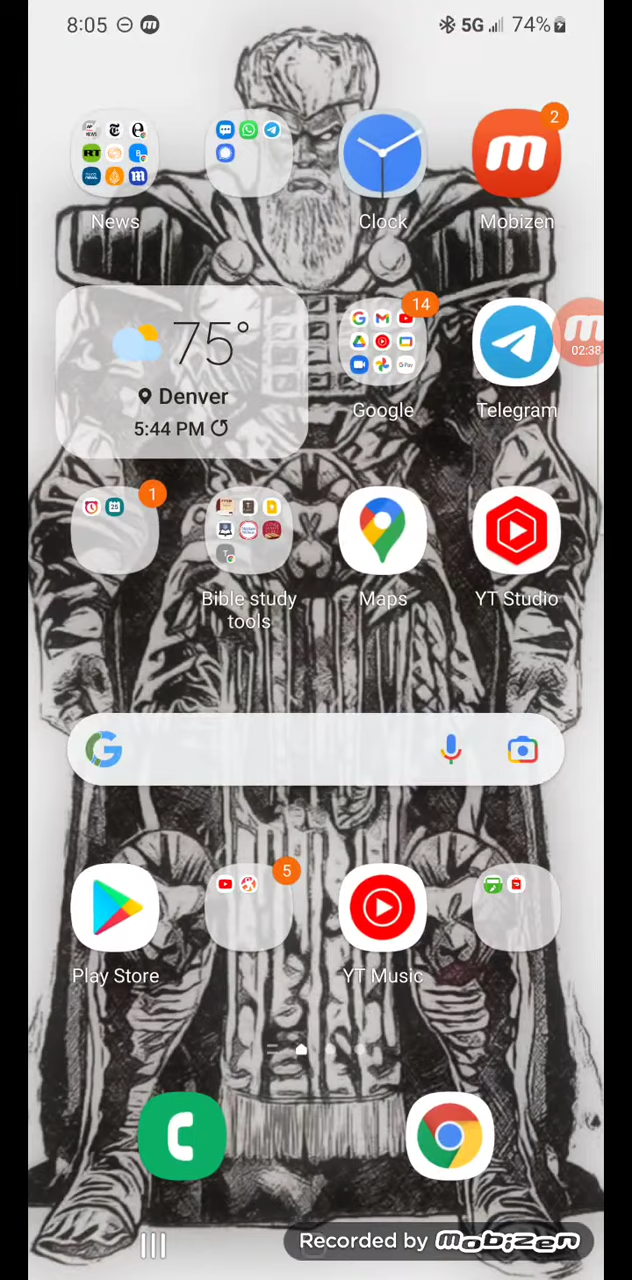 8:05
5G 74%
2
News
Clock
Mobizen
14
75°
02:38
Denver
Google
Telegram
5:44 PM
1
Bible study
tools
Maps
YT Studio
5
Play Store
YT Music
Recorded by mobizen